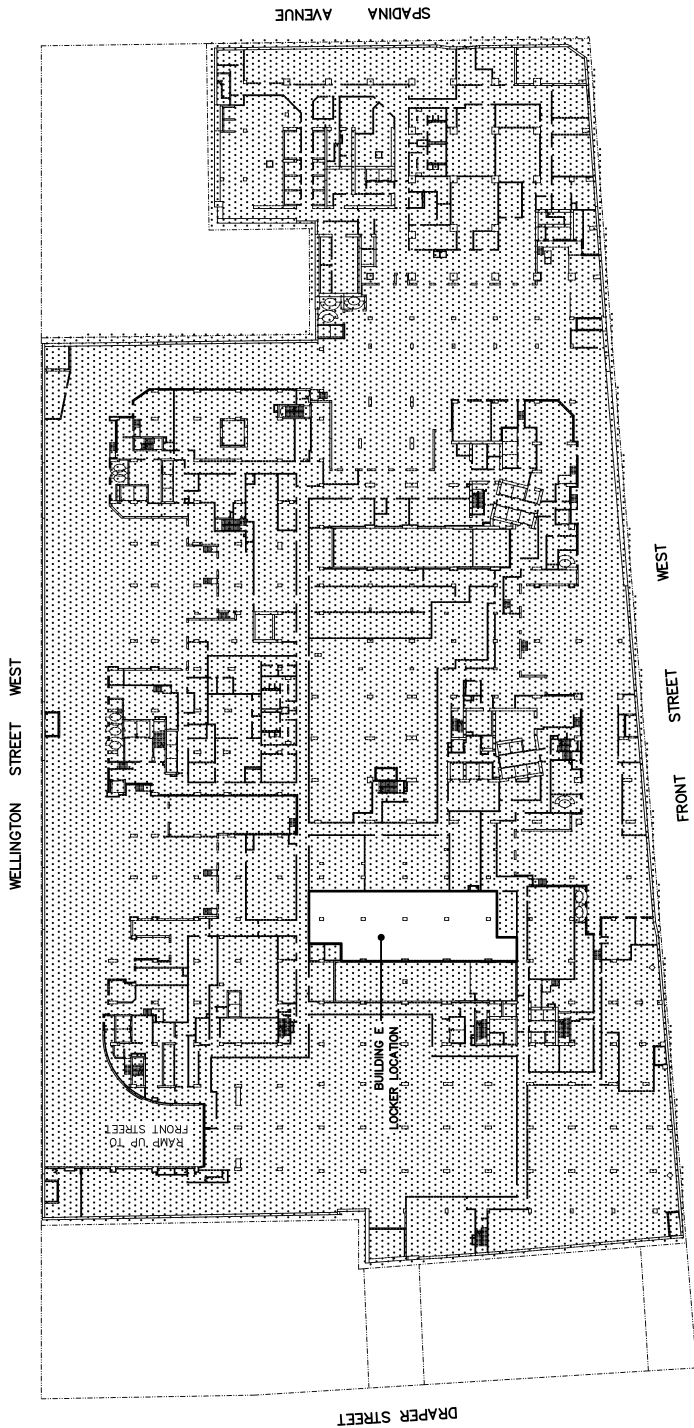 SPADINA AVENUE
WELLINGTON STREET WEST
FRONT STREET WEST
BUILDING E
LOCKER LOCATION
RAMP UP TO
FRONT STREET
DRAPER STREET